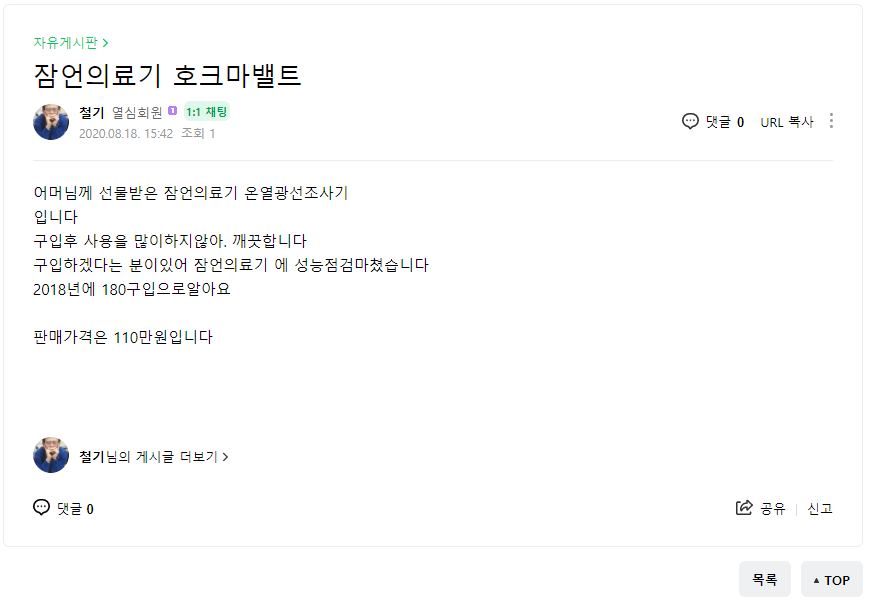 자유게시판 >
잠언의료기 호크마밸트
철기 열심회원 1:1 채팅
2020.08.18. 15:42 조회 1
댓글 0 URL 복사
어머님께 선물받은 잠언의료기 온열광선조사기
입니다
구입후 사용을 많이하지않아. 깨끗합니다
구입하겠다는 분이있어 잠언의료기 에 성능점검마쳤습니다
2018년에 180구입으로알아요
판매가격은 110만원입니다
철기님의 게시글 더보기 >
댓글 0
공유 | 신고
목록 ▲ TOP